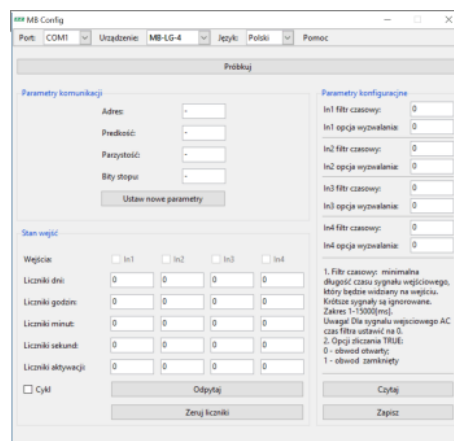 MB Config
Port: COM1 Urządzenie: MB-LG-4 Język: Polski Pomoc
Próbkuj
Parametry komunikacji
Adres: -
Predkość: -
Parzystość: -
Bity stopu: -
Ustaw nowe parametry
Stan wejść
Wejścia: In1 In2 In3 In4
Liczniki dni: 0 0 0 0
Liczniki godzin: 0 0 0 0
Liczniki minut: 0 0 0 0
Liczniki sekund: 0 0 0 0
Liczniki aktywacji: 0 0 0 0
Cykl Odpytaj
Zeruj liczniki
Parametry konfiguracjne
In1 filtr czasowy: 0
In1 opcja wyzwalania: 0
In2 filtr czasowy: 0
In2 opcja wyzwalania: 0
In3 filtr czasowy: 0
In3 opcja wyzwalania: 0
In4 filtr czasowy: 0
In4 opcja wyzwalania: 0
1. Filtr czasowy: minimalna
długość czasu sygnału wejściowego,
który będzie widziany na wejściu.
Krótsze sygnały są ignorowane.
Zakres 1-15000[ms].
Uwaga! Dla sygnału wejsciowego AC
czas filtra ustawić na 0.
2. Opcji zliczania TRUE:
0 - obwod otwarty;
1 - obwod zamknięty
Czytaj
Zapisz